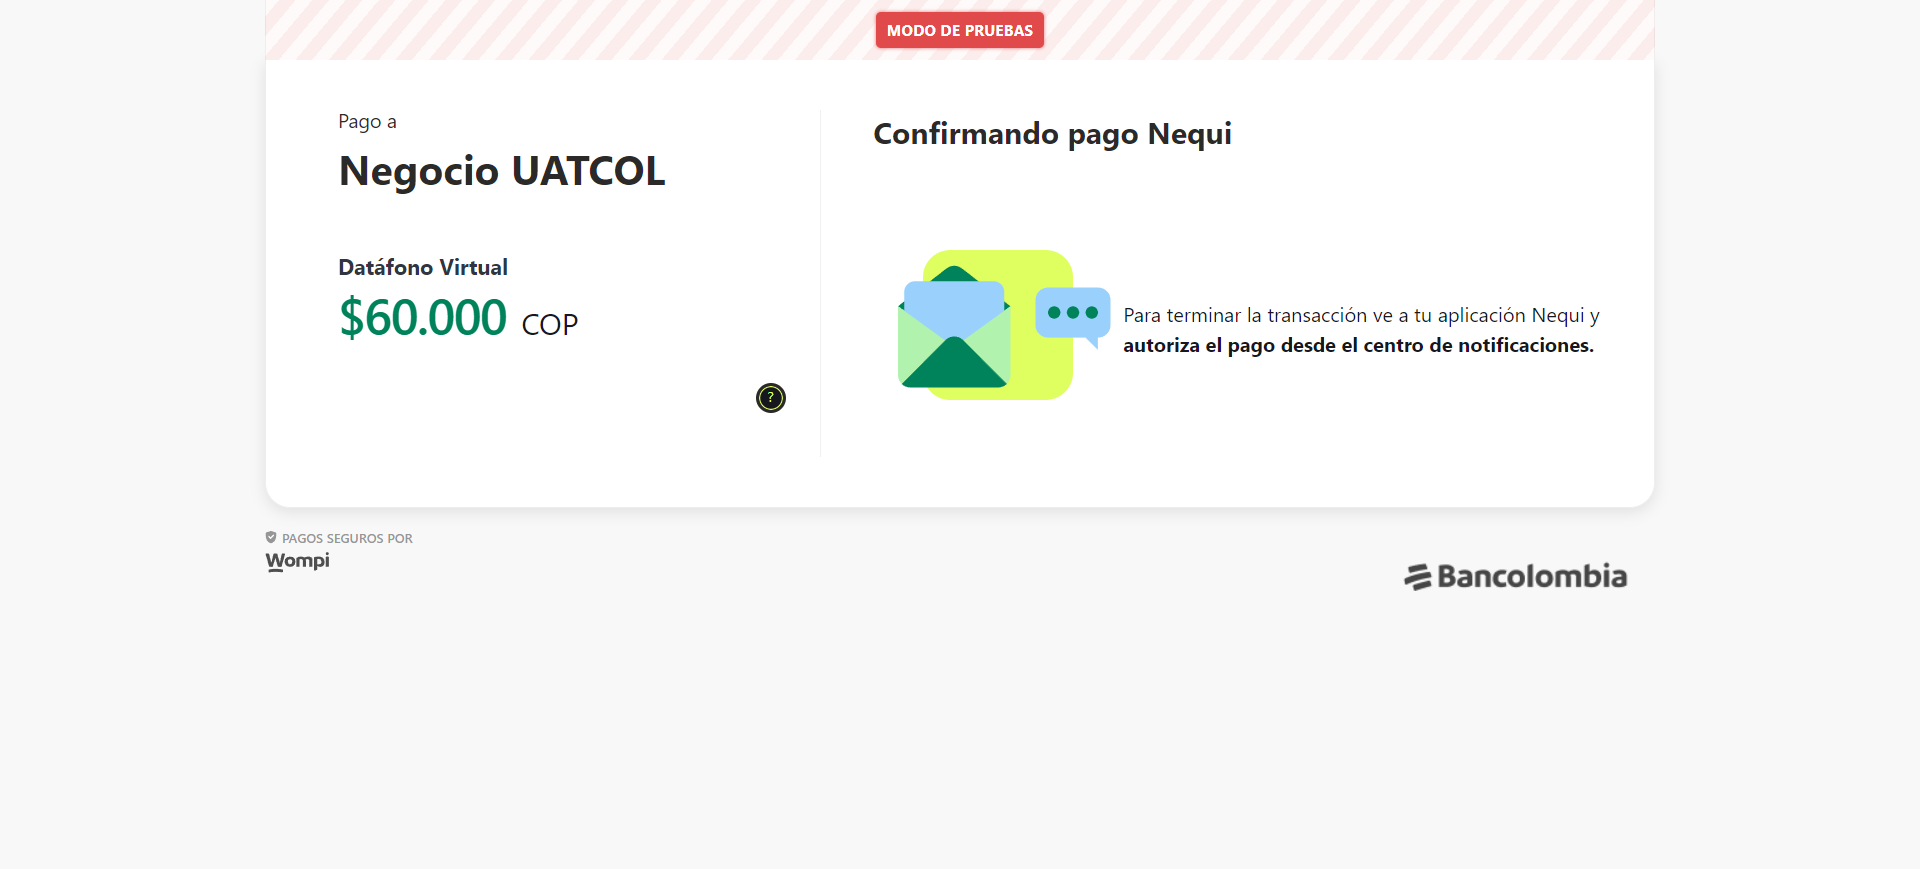 MODO DE PRUEBAS
Pago a
Negocio UATCOL
Datáfono Virtual
$60.000 COP
?
Confirmando pago Nequi
Para terminar la transacción ve a tu aplicación Nequi y
autoriza el pago desde el centro de notificaciones.
PAGOS SEGUROS POR
Wompi
Bancolombia